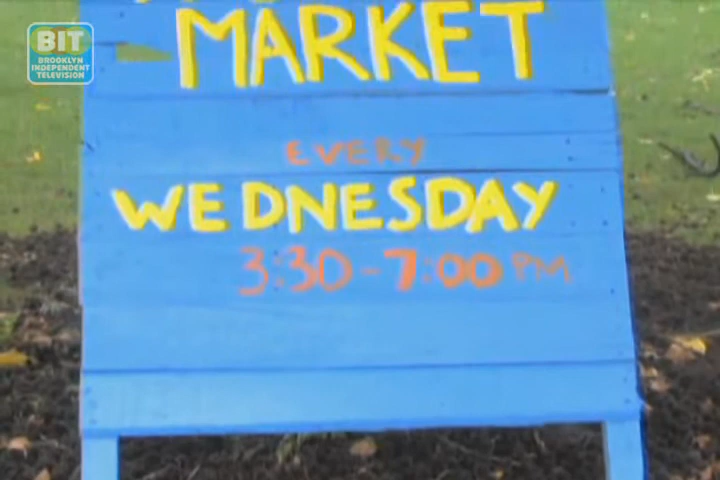 BIT
BROOKLYN
INDEPENDENT
TELEVISION
MARKET
EVERY
WEDNESDAY
3:30-7:00 PM